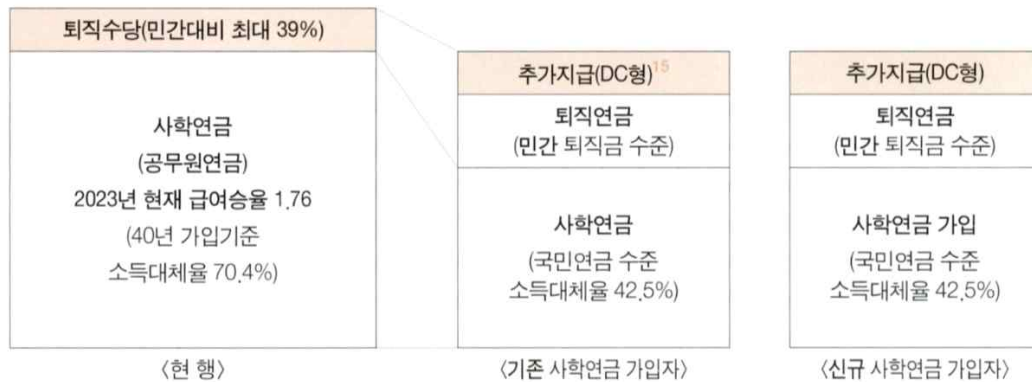 퇴직수당(민간대비 최대 39%)
사학연금
(공무원연금)
2023년 현재 급여승율 1.76
(40년 가입기준
소득대체율 70.4%)
〈현 행〉
추가지급(DC형)15
퇴직연금
(민간 퇴직금 수준)
사학연금
(국민연금 수준
소득대체율 42.5%)
〈기존 사학연금 가입자〉
추가지급(DC형)
퇴직연금
(민간 퇴직금 수준)
사학연금 가입
(국민연금 수준
소득대체율 42.5%)
〈신규 사학연금 가입자〉